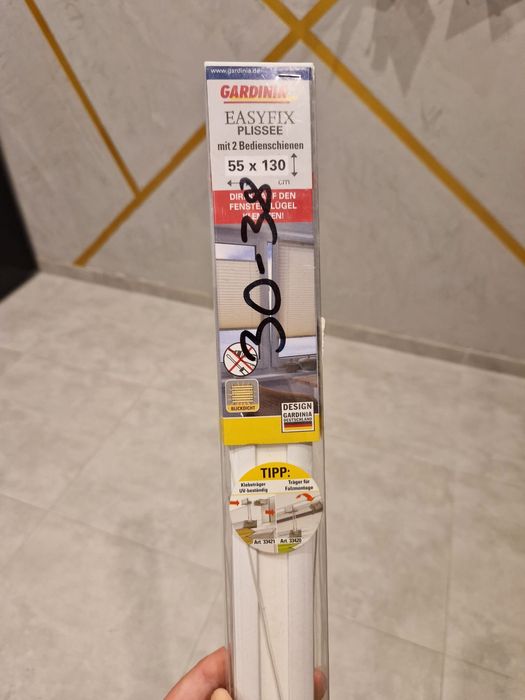 www.gardinia.de
GARDINIA
EASYFIX
PLISSEE
mit 2 Bedienschienen
55 x 130
cm
DIREKT AUF DEN
FENSTERFLÜGEL
KLEMMEN!
30-38
BLICKDICHT
DESIGN
GARDINIA
DEUTSCHLAND
TIPP:
Klebeträger
UV-beständig
Träger für
Falzmontage
Art. 33421
Art. 33420